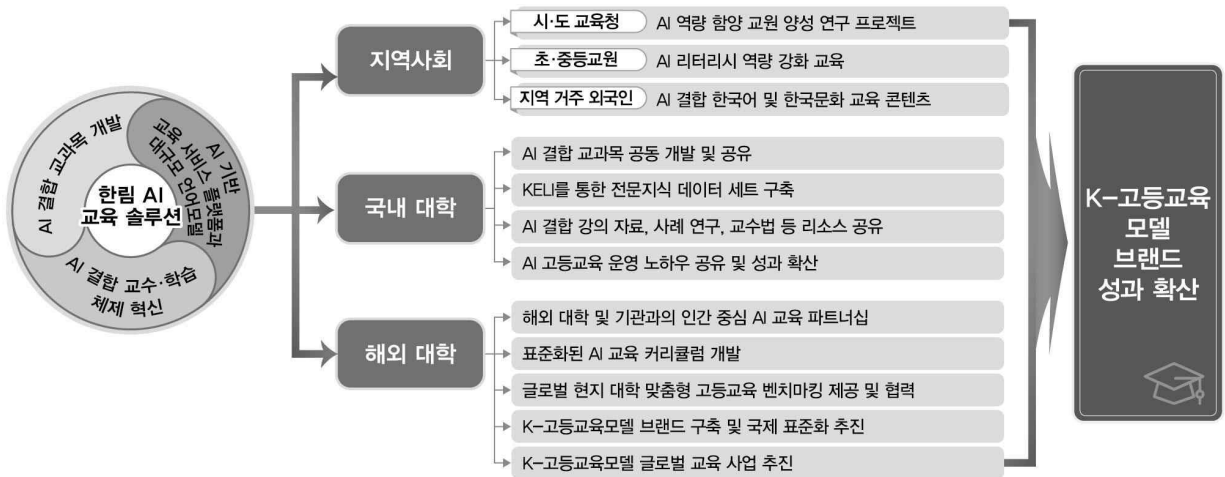 AI 결합 교과목 개발
AI 기반
교육 서비스 플랫폼과
대규모 언어모델
한림 AI
교육 솔루션
AI 결합 교수·학습
체제 혁신
지역사회
시·도 교육청 AI 역량 함양 교원 양성 연구 프로젝트
초·중등교원 AI 리터리시 역량 강화 교육
지역 거주 외국인 AI 결합 한국어 및 한국문화 교육 콘텐츠
국내 대학
AI 결합 교과목 공동 개발 및 공유
KELI를 통한 전문지식 데이터 세트 구축
AI 결합 강의 자료, 사례 연구, 교수법 등 리소스 공유
AI 고등교육 운영 노하우 공유 및 성과 확산
해외 대학
해외 대학 및 기관과의 인간 중심 AI 교육 파트너십
표준화된 AI 교육 커리큘럼 개발
글로벌 현지 대학 맞춤형 고등교육 벤치마킹 제공 및 협력
K-고등교육모델 브랜드 구축 및 국제 표준화 추진
K-고등교육모델 글로벌 교육 사업 추진
K-고등교육
모델
브랜드
성과 확산